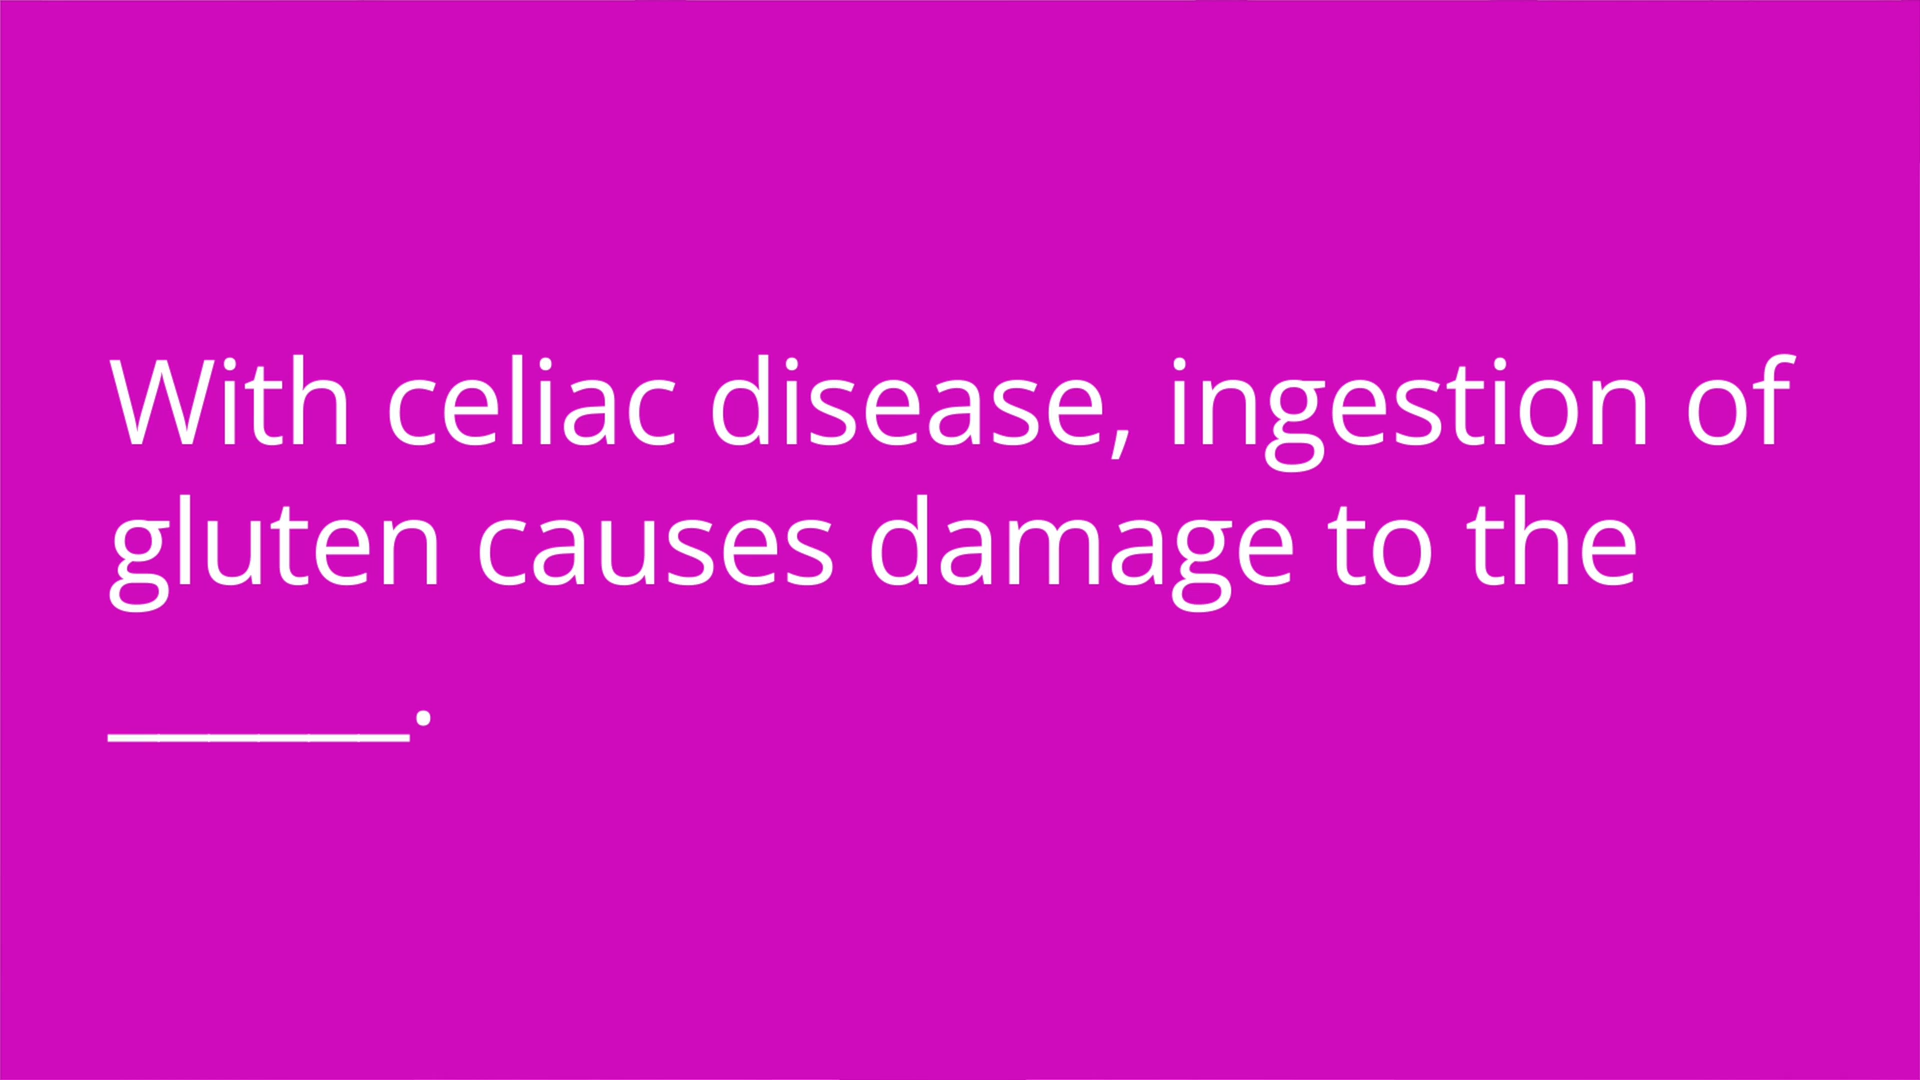 With celiac disease, ingestion of
gluten causes damage to the
______.